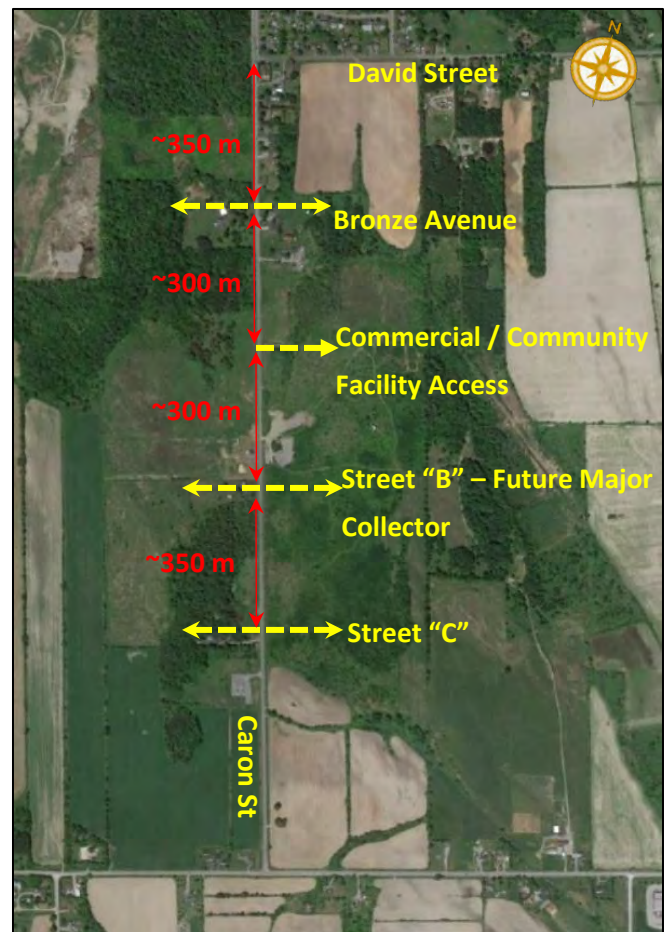 N
David Street
~350 m
Bronze Avenue
~300 m
Commercial / Community
Facility Access
~300 m
Street “B” – Future Major
Collector
~350 m
Street “C”
Caron St